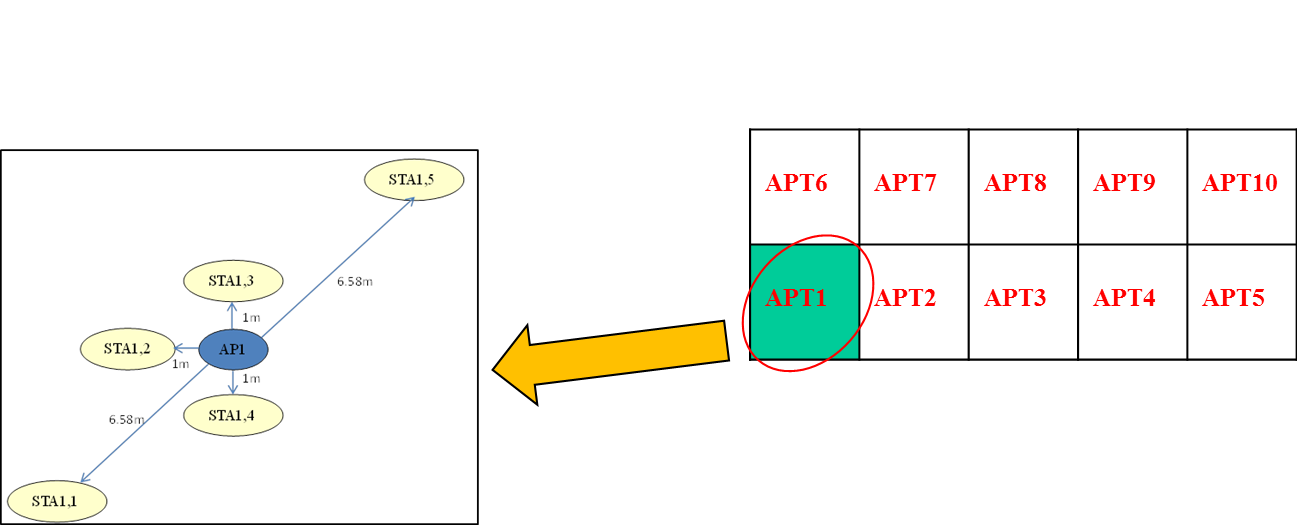 STA1,5
STA1,3
6.58m
1m
STA1,2
AP1
1m
1m
STA1,4
6.58m
STA1,1
APT6 APT7 APT8 APT9 APT10
APT1 APT2 APT3 APT4 APT5